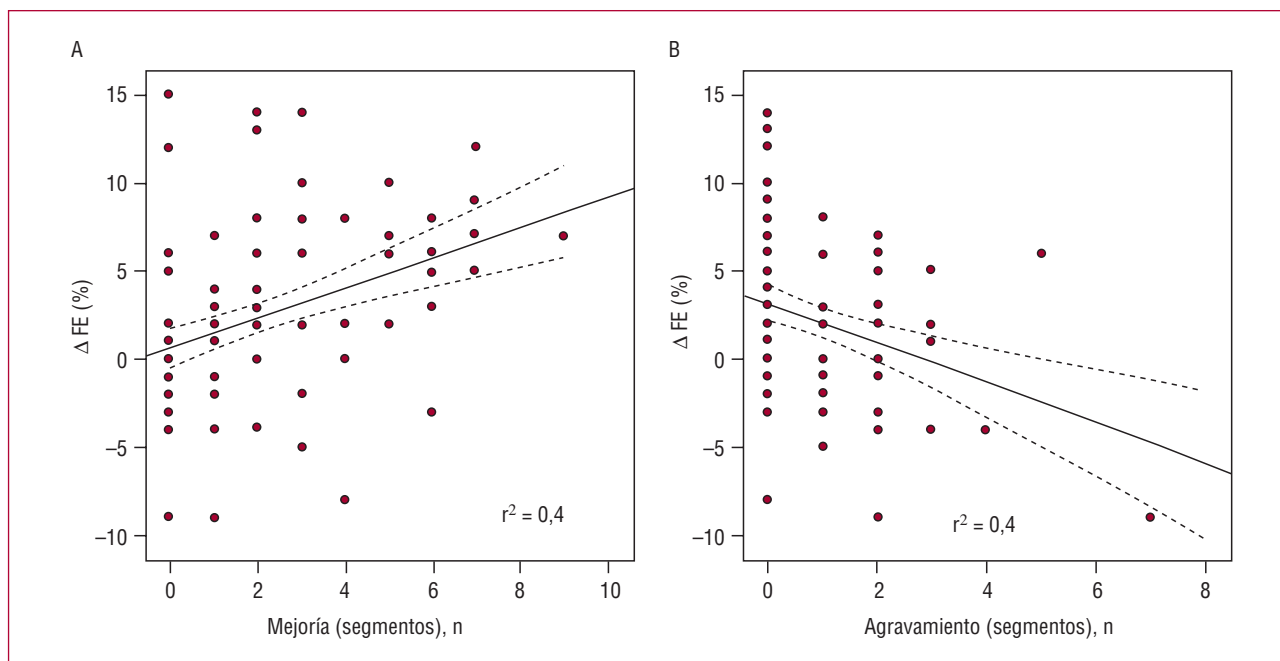 A
15
10
5
0
–5
–10
Δ FE (%)
r² = 0,4
0
2
4
6
8
10
Mejoría (segmentos), n
B
15
10
5
0
–5
–10
Δ FE (%)
r² = 0,4
0
2
4
6
8
Agravamiento (segmentos), n